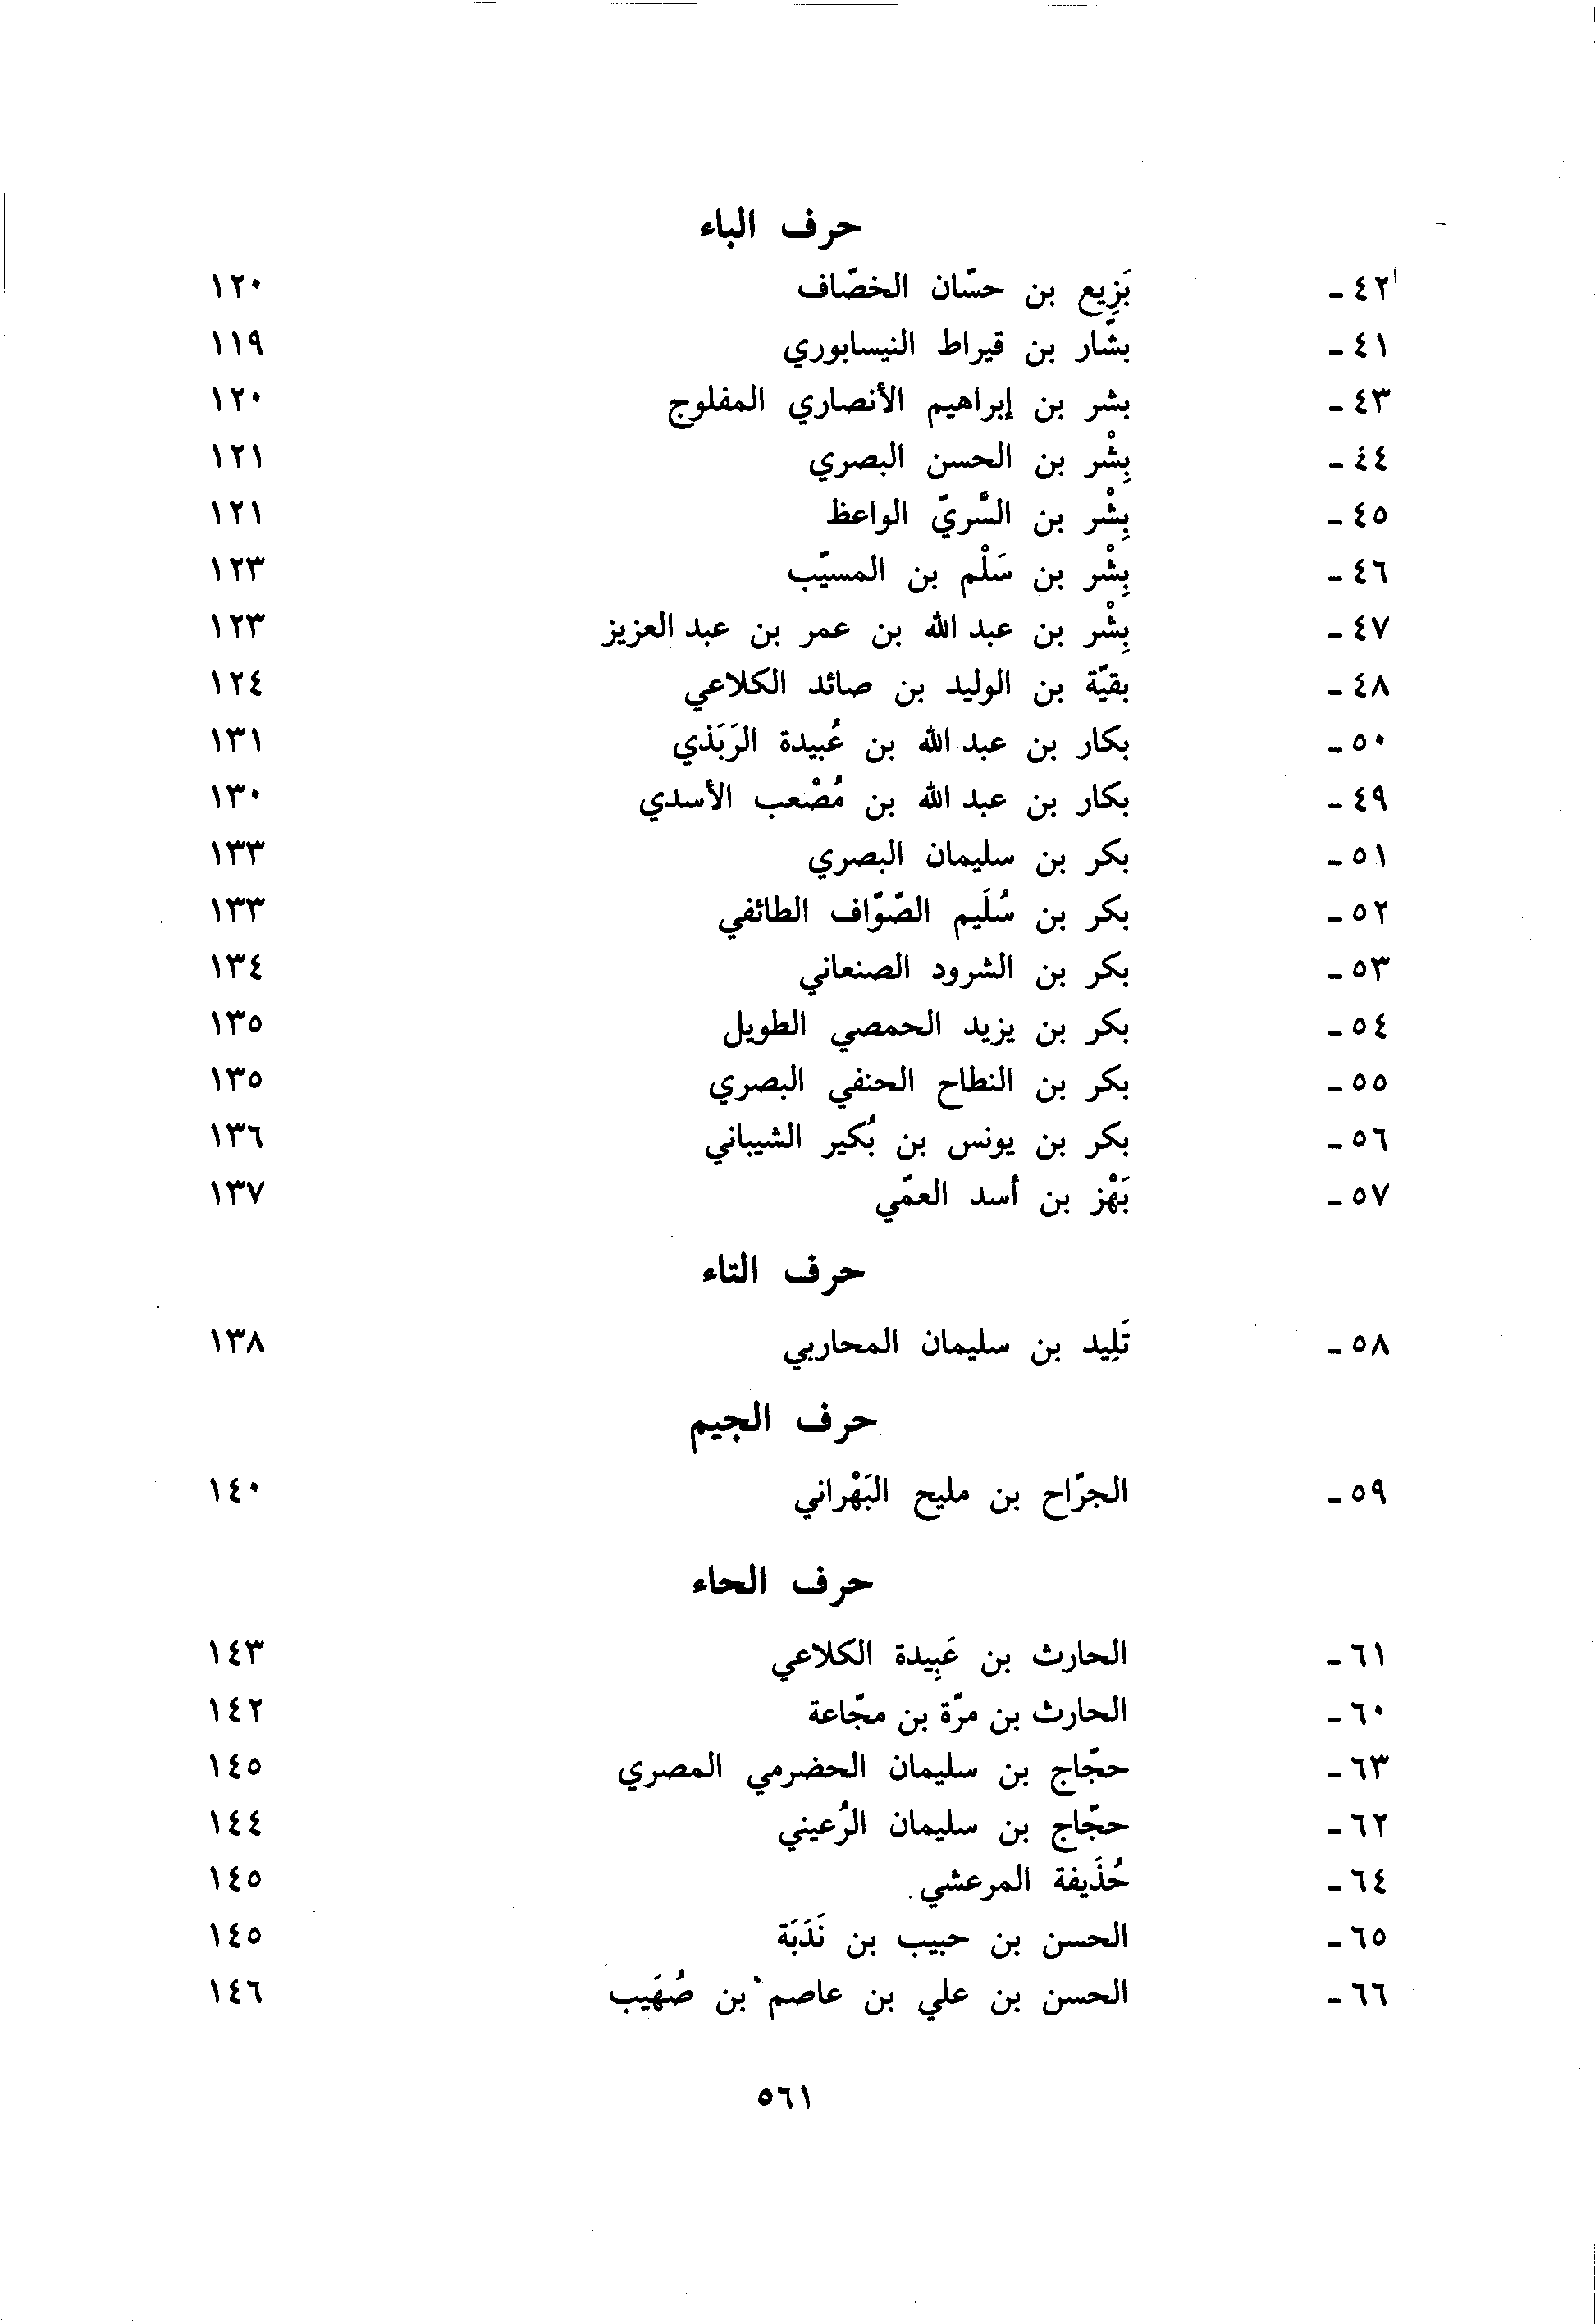 حرف الباء
٤٢ - بَزِيع بن حسّان الخصّاف ١٢٠
٤١ - بشّار بن قيراط النيسابوري ١١٩
٤٣ - بشر بن إبراهيم الأنصاري المفلوج ١٢٠
٤٤ - بِشْر بن الحسن البصري ١٢١
٤٥ - بِشْر بن السَّريّ الواعظ ١٢١
٤٦ - بِشْر بن سَلْم بن المسيّب ١٢٣
٤٧ - بِشْر بن عبد الله بن عمر بن عبد العزيز ١٢٣
٤٨ - بقيّة بن الوليد بن صائد الكلاعي ١٢٤
٥٠ - بكار بن عبد الله بن عُبيدة الرَبَذي ١٣١
٤٩ - بكار بن عبد الله بن مُصْعب الأسدي ١٣٠
٥١ - بكر بن سليمان البصري ١٣٣
٥٢ - بكر بن سُلَيم الصّوّاف الطائفي ١٣٣
٥٣ - بكر بن الشرود الصنعاني ١٣٤
٥٤ - بكر بن يزيد الحمصي الطويل ١٣٥
٥٥ - بكر بن النطاح الحنفي البصري ١٣٥
٥٦ - بكر بن يونس بن بُكير الشيباني ١٣٦
٥٧ - بَهْز بن أسد العمّي ١٣٧
حرف التاء
٥٨ - تَلِيد بن سليمان المحاربي ١٣٨
حرف الجيم
٥٩ - الجرّاح بن مليح البَهْراني ١٤٠
حرف الحاء
٦١ - الحارث بن عَبِيدة الكلاعي ١٤٣
٦٠ - الحارث بن مرّة بن مجّاعة ١٤٢
٦٣ - حجّاج بن سليمان الحضرمي المصري ١٤٥
٦٢ - حجّاج بن سليمان الرُعيني ١٤٤
٦٤ - حُذَيفة المرعشي ١٤٥
٦٥ - الحسن بن حبيب بن نَدَبَة ١٤٥
٦٦ - الحسن بن علي بن عاصم بن صُهَيب ١٤٦
٥٦١